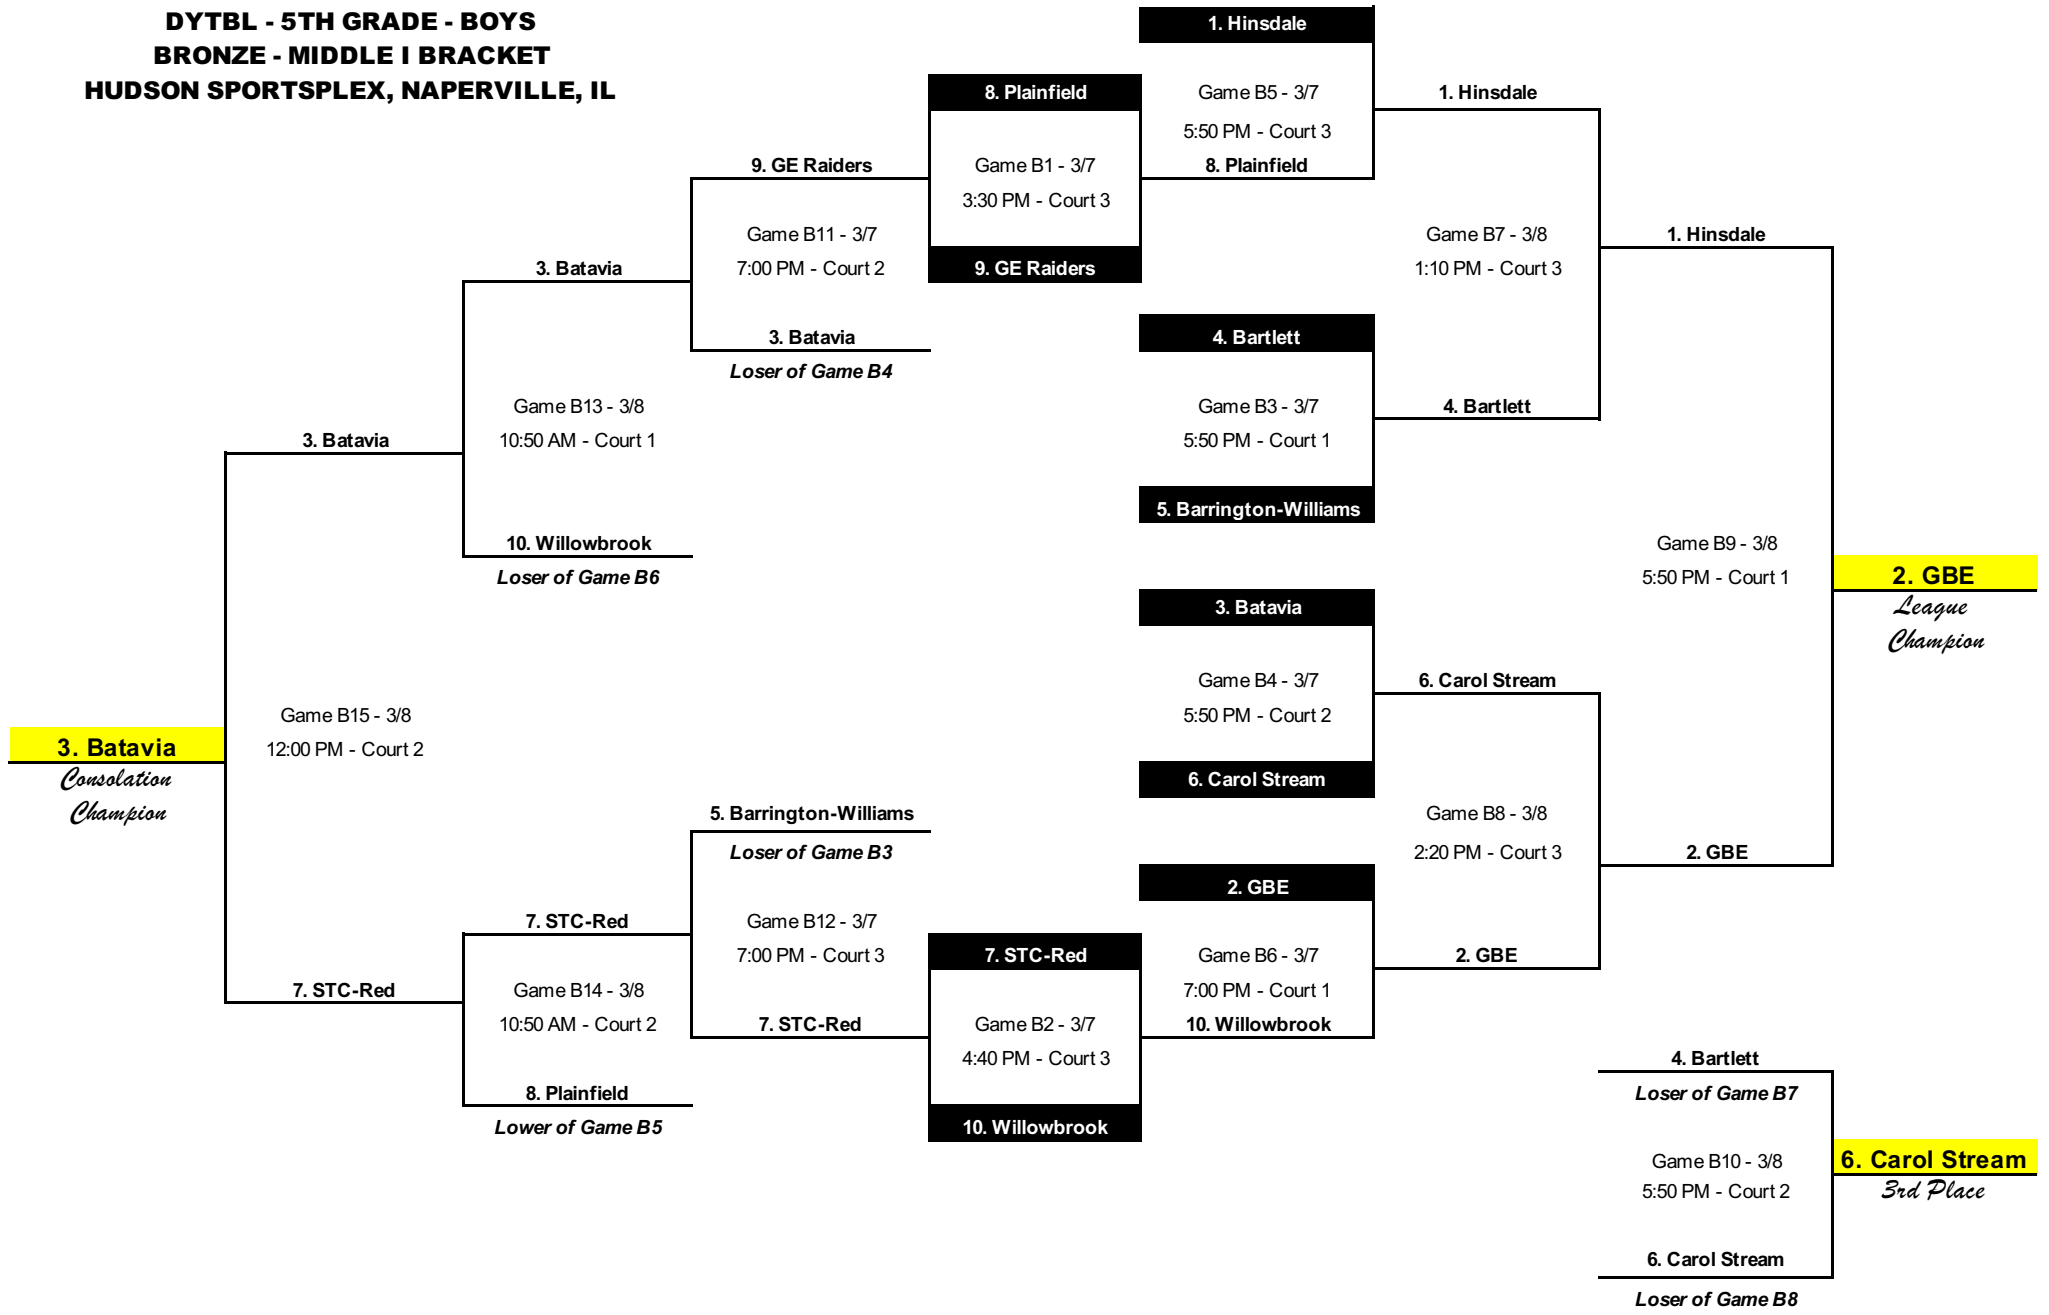 DYTBL - 5TH GRADE - BOYS
BRONZE - MIDDLE I BRACKET
HUDSON SPORTSPLEX, NAPERVILLE, IL
1. Hinsdale
8. Plainfield
Game B5 - 3/7
1. Hinsdale
5:50 PM - Court 3
9. GE Raiders
Game B1 - 3/7
8. Plainfield
3:30 PM - Court 3
Game B11 - 3/7
Game B7 - 3/8
1. Hinsdale
3. Batavia
7:00 PM - Court 2
9. GE Raiders
1:10 PM - Court 3
3. Batavia
4. Bartlett
Loser of Game B4
Game B13 - 3/8
Game B3 - 3/7
4. Bartlett
3. Batavia
10:50 AM - Court 1
5:50 PM - Court 1
5. Barrington-Williams
10. Willowbrook
Game B9 - 3/8
Loser of Game B6
5:50 PM - Court 1
2. GBE
3. Batavia
League
Champion
Game B4 - 3/7
6. Carol Stream
Game B15 - 3/8
5:50 PM - Court 2
3. Batavia
12:00 PM - Court 2
Consolation
6. Carol Stream
Champion
5. Barrington-Williams
Game B8 - 3/8
Loser of Game B3
2:20 PM - Court 3
2. GBE
2. GBE
7. STC-Red
Game B12 - 3/7
7:00 PM - Court 3
7. STC-Red
Game B6 - 3/7
2. GBE
7. STC-Red
Game B14 - 3/8
7:00 PM - Court 1
10:50 AM - Court 2
7. STC-Red
Game B2 - 3/7
10. Willowbrook
4:40 PM - Court 3
4. Bartlett
8. Plainfield
Loser of Game B7
Lower of Game B5
10. Willowbrook
Game B10 - 3/8
6. Carol Stream
5:50 PM - Court 2
3rd Place
6. Carol Stream
Loser of Game B8